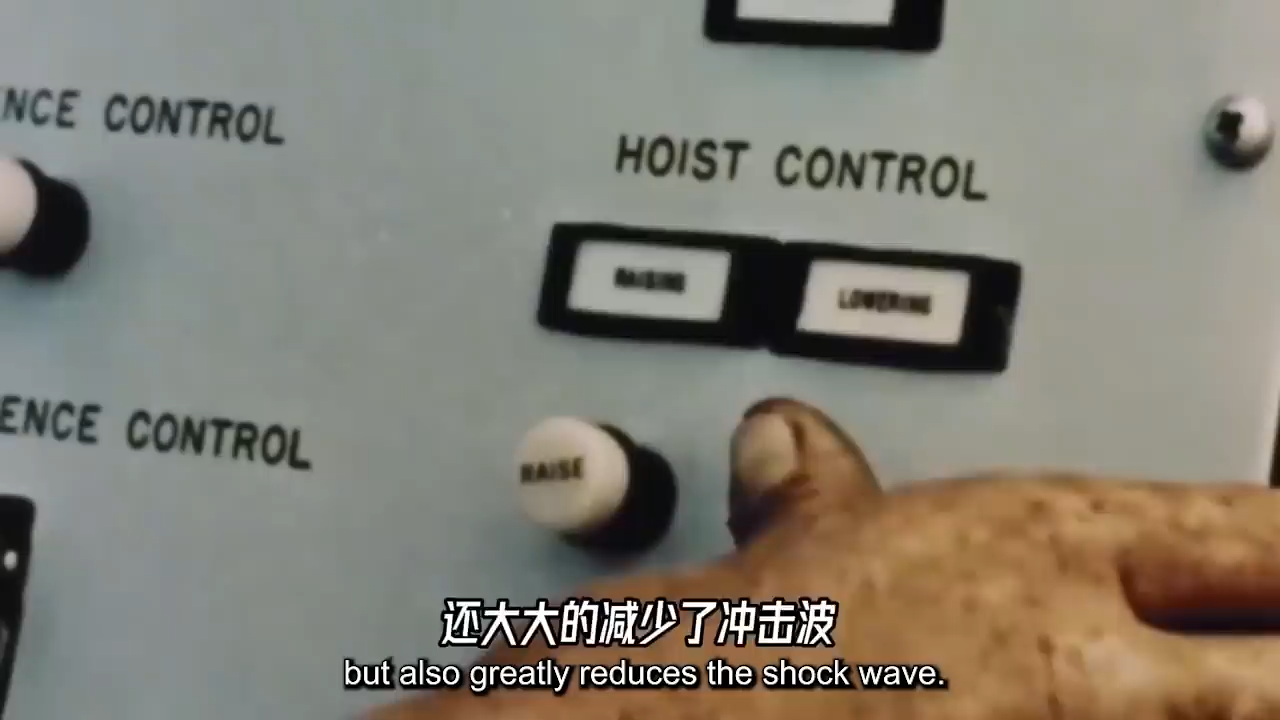 NCE CONTROL
HOIST CONTROL
RAISING
LOWERING
ENCE CONTROL
RAISE
还大大的减少了冲击波
but also greatly reduces the shock wave.